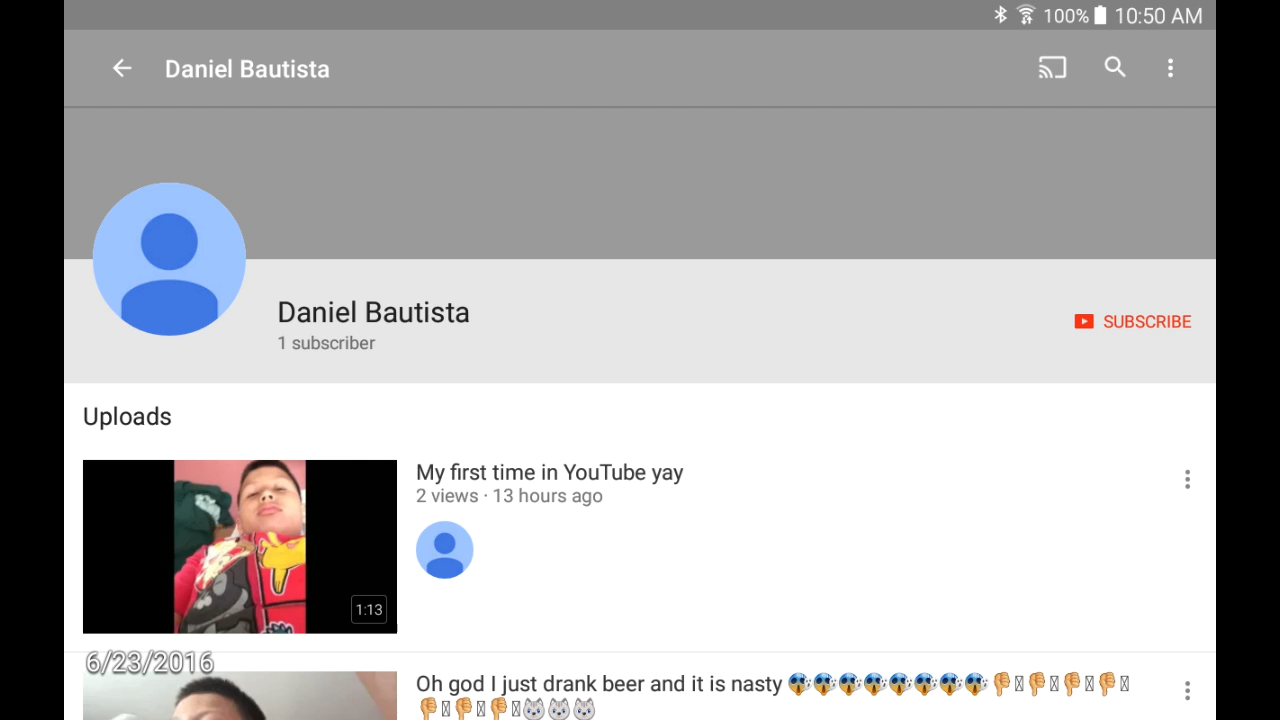 100% 10:50 AM
Daniel Bautista
Daniel Bautista
1 subscriber
SUBSCRIBE
Uploads
My first time in YouTube yay
2 views · 13 hours ago
1:13
6/23/2016
Oh god I just drank beer and it is nasty 😱😱😱😱😱😱😱😱👎👎👎👎
👎👎👎🐱🐱🐱